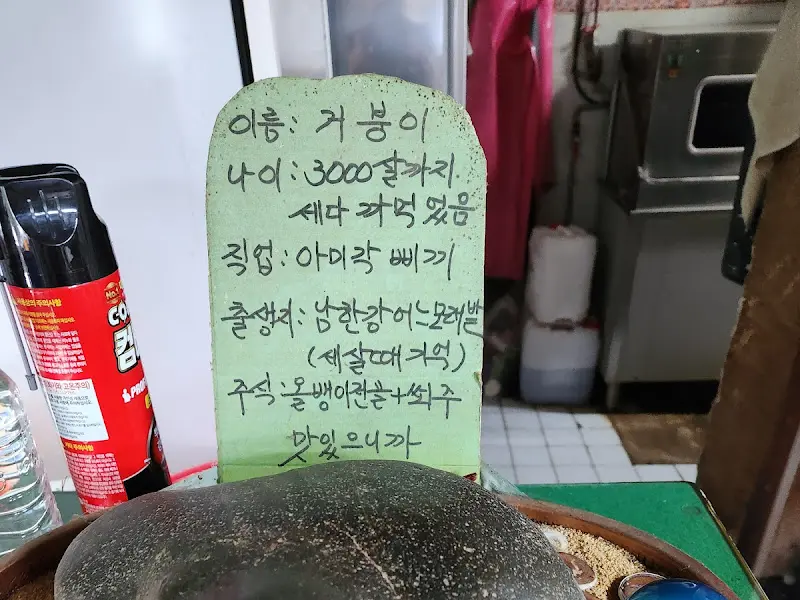 이름: 거북이
나이: 3000살까지
세다 까먹었음
직업: 아미각 삐끼
출생지: 남한강 어느 모래밭
(세살때 기억)
주식: 올뱅이전골+쐬주
맛있으니까